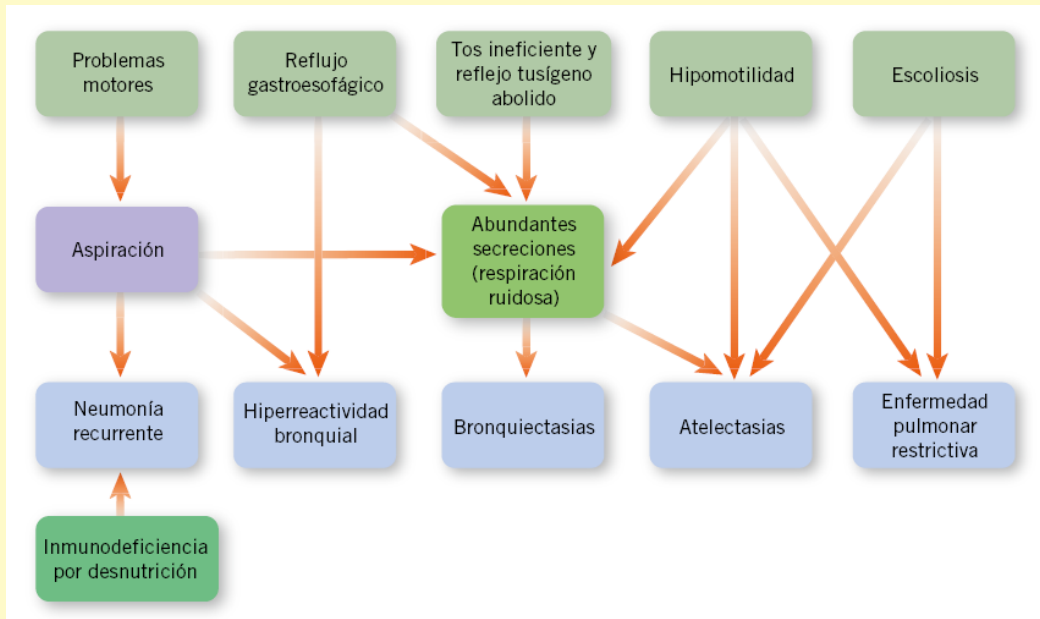 Problemas
motores
Reflujo
gastroesofágico
Tos ineficiente y
reflejo tusígeno
abolido
Hipomotilidad
Escoliosis
Aspiración
Abundantes
secreciones
(respiración
ruidosa)
Neumonía
recurrente
Hiperreactividad
bronquial
Bronquiectasias
Atelectasias
Enfermedad
pulmonar
restrictiva
Inmunodeficiencia
por desnutrición